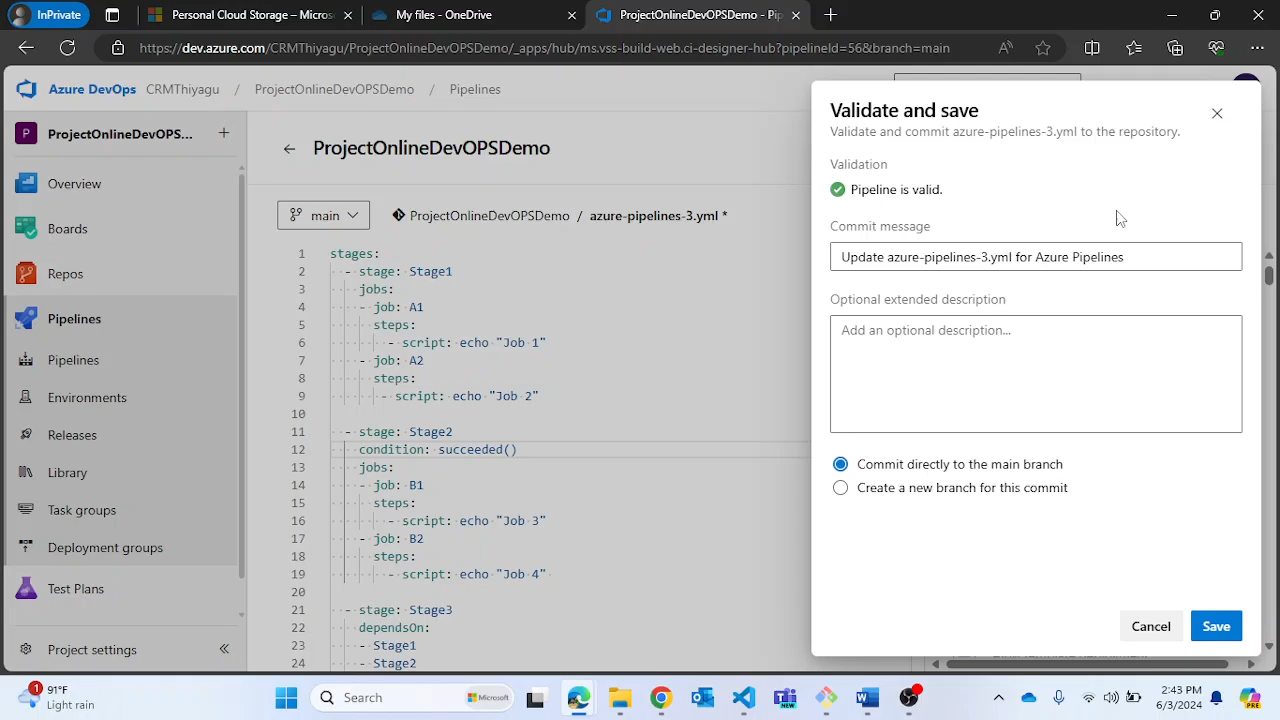 InPrivate
Personal Cloud Storage – Micros
My files - OneDrive
ProjectOnlineDevOPSDemo - Pip
https://dev.azure.com/CRMThiyagu/ProjectOnlineDevOPSDemo/_apps/hub/ms.vss-build-web.ci-designer-hub?pipelineId=56&branch=main
Azure DevOps CRMThiyagu / ProjectOnlineDevOPSDemo / Pipelines
P ProjectOnlineDevOPS...
Overview
Boards
Repos
Pipelines
Pipelines
Environments
Releases
Library
Task groups
Deployment groups
Test Plans
Project settings
ProjectOnlineDevOPSDemo
main
ProjectOnlineDevOPSDemo / azure-pipelines-3.yml *
1 stages:
2 - stage: Stage1
3 jobs:
4 - job: A1
5 steps:
6 - script: echo "Job 1"
7 - job: A2
8 steps:
9 - script: echo "Job 2"
10
11 - stage: Stage2
12 condition: succeeded()
13 jobs:
14 - job: B1
15 steps:
16 - script: echo "Job 3"
17 - job: B2
18 steps:
19 - script: echo "Job 4"
20
21 - stage: Stage3
22 dependsOn:
23 - Stage1
24 - Stage2
Validate and save
Validate and commit azure-pipelines-3.yml to the repository.
Validation
Pipeline is valid.
Commit message
Update azure-pipelines-3.yml for Azure Pipelines
Optional extended description
Add an optional description...
Commit directly to the main branch
Create a new branch for this commit
Cancel
Save
1
91°F
Light rain
Search
Microsoft
NEW
2:43 PM
6/3/2024
PRE